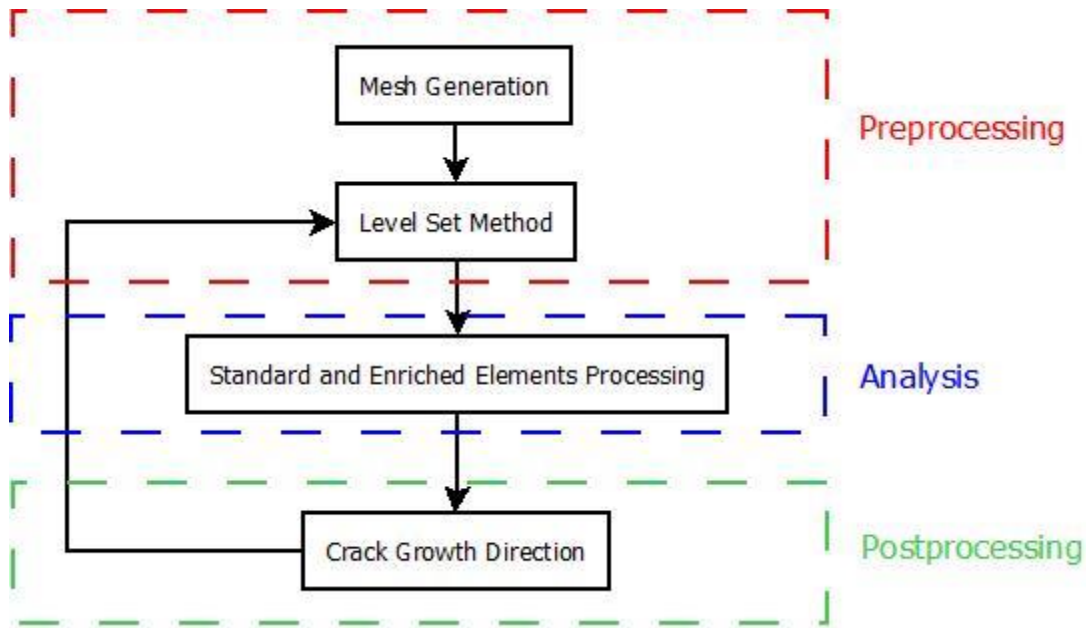 Mesh Generation
Preprocessing
Level Set Method
Standard and Enriched Elements Processing
Analysis
Crack Growth Direction
Postprocessing